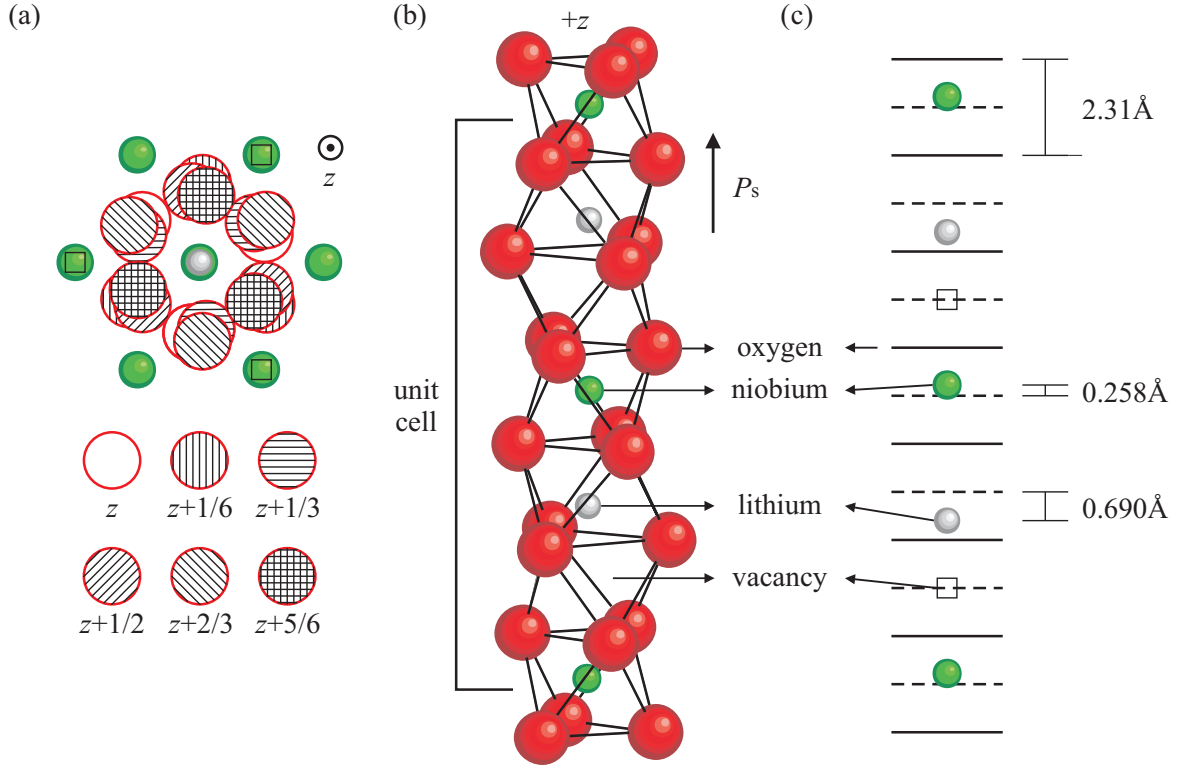 (a)
z
z
z+1/6
z+1/3
z+1/2
z+2/3
z+5/6
(b)
+z
Ps
unit
cell
oxygen
niobium
lithium
vacancy
(c)
2.31Å
0.258Å
0.690Å